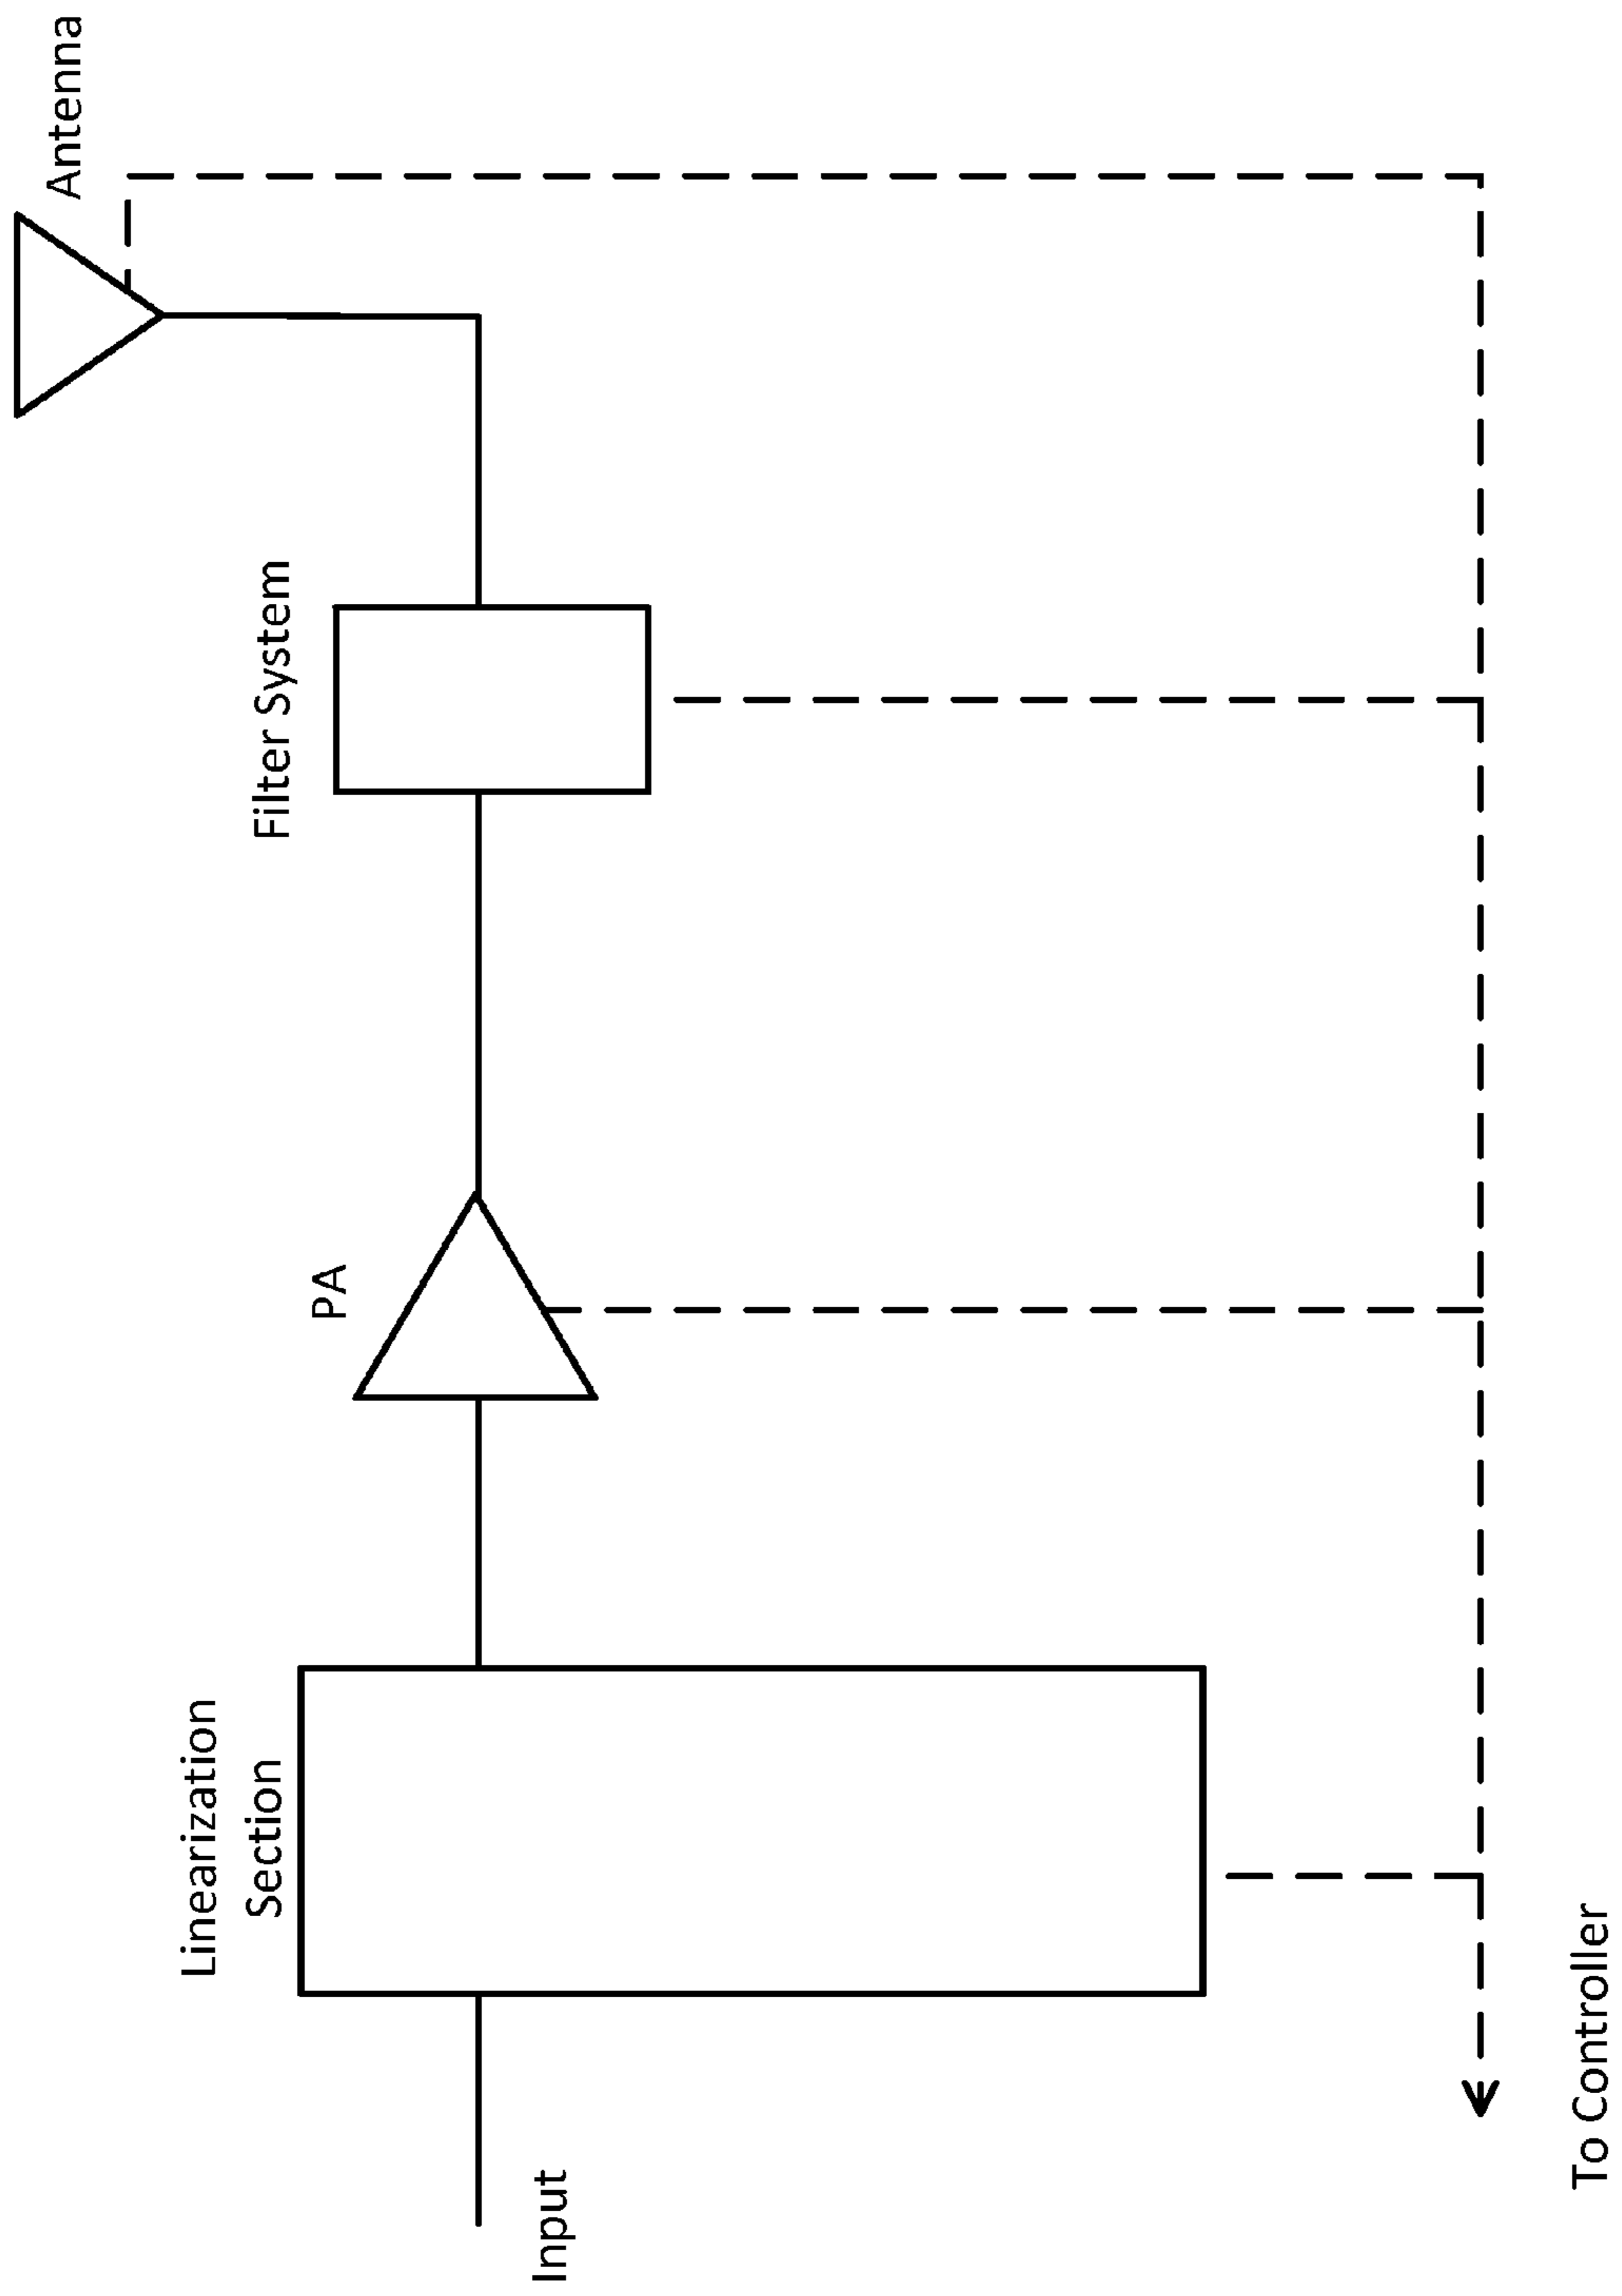 Antenna
Filter System
PA
Linearization
Section
Input
To Controller